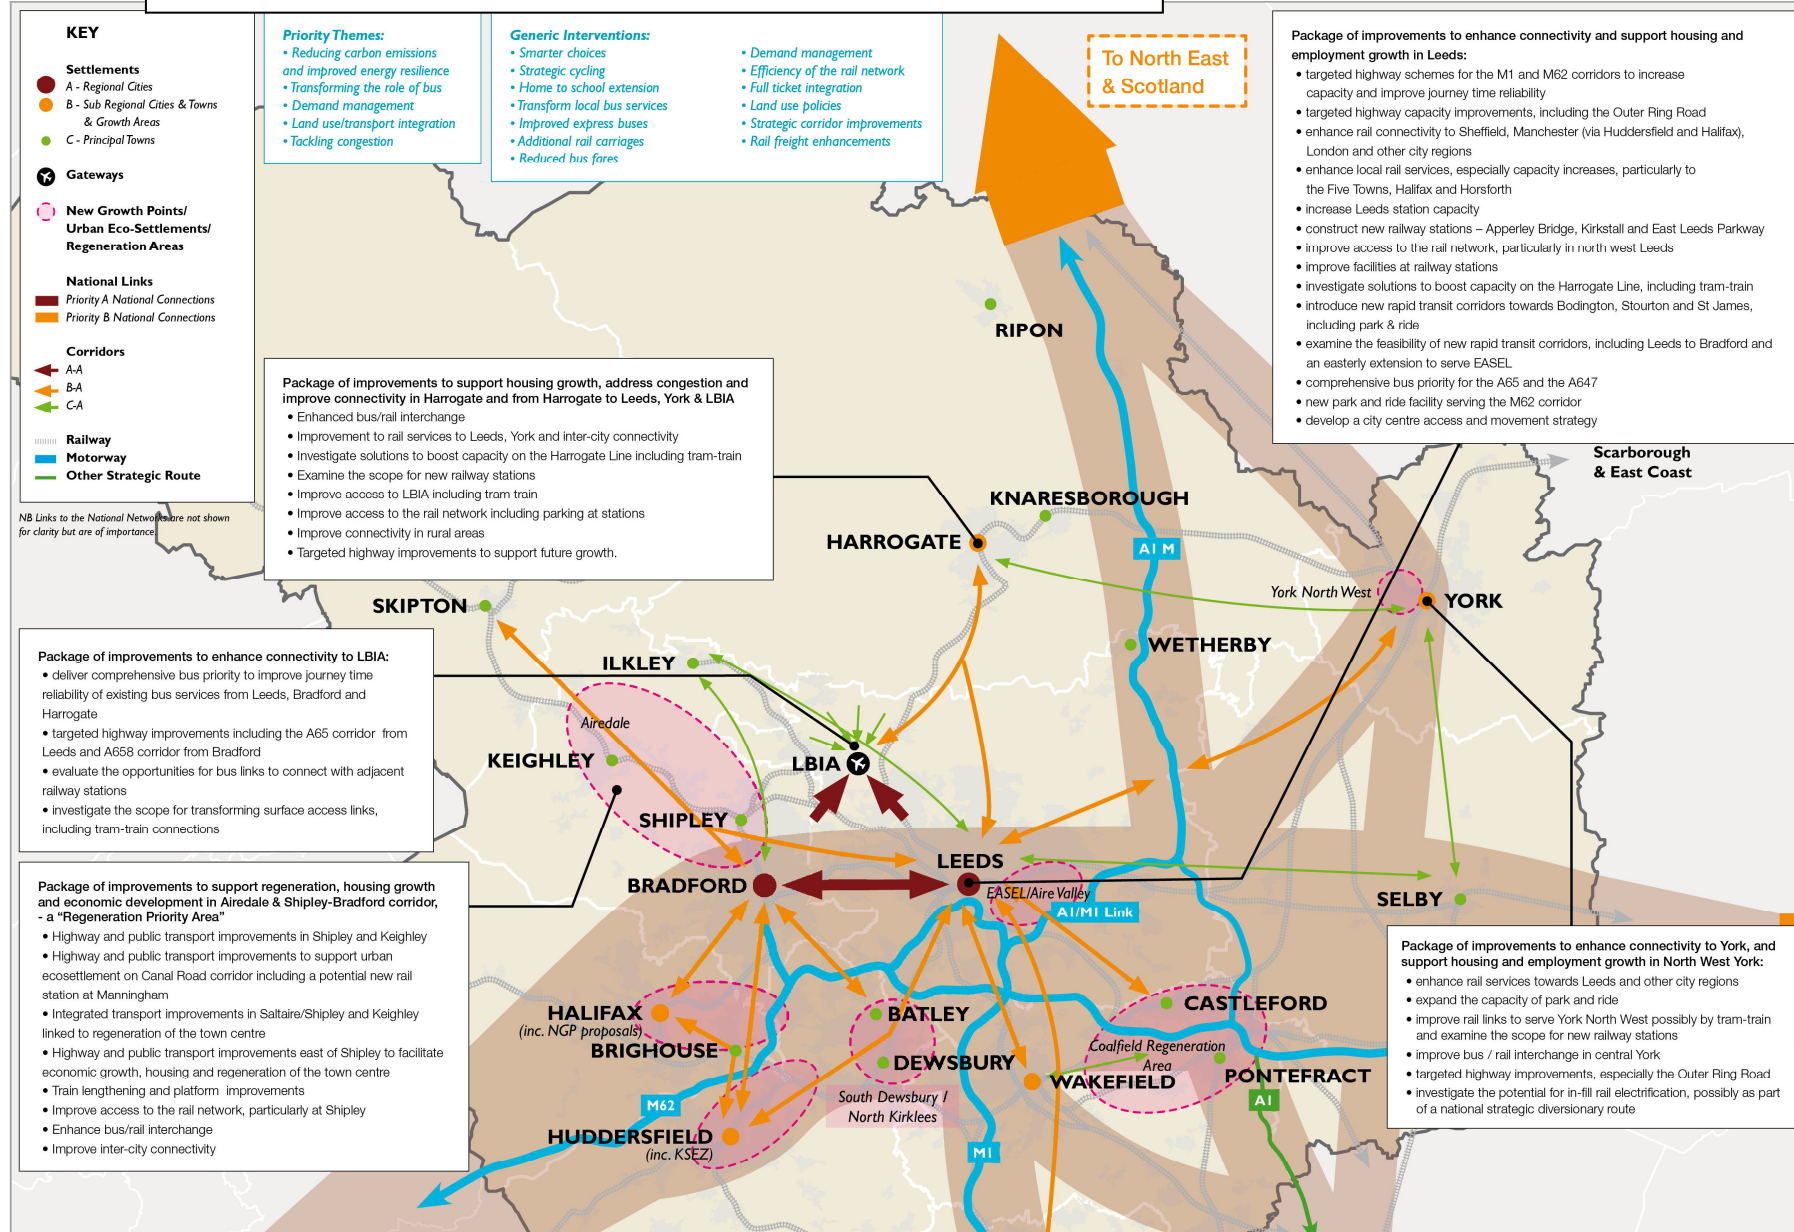 KEY
Settlements
A - Regional Cities
B - Sub Regional Cities & Towns
& Growth Areas
C - Principal Towns
Gateways
New Growth Points/
Urban Eco-Settlements/
Regeneration Areas
National Links
Priority A National Connections
Priority B National Connections
Corridors
A-A
B-A
C-A
Railway
Motorway
Other Strategic Route
NB Links to the National Networks are not shown
for clarity but are of importance.
Priority Themes:
• Reducing carbon emissions
and improved energy resilience
• Transforming the role of bus
• Demand management
• Land use/transport integration
• Tackling congestion
Generic Interventions:
• Smarter choices
• Strategic cycling
• Home to school extension
• Transform local bus services
• Improved express buses
• Additional rail carriages
• Reduced bus fares
• Demand management
• Efficiency of the rail network
• Full ticket integration
• Land use policies
• Strategic corridor improvements
• Rail freight enhancements
To North East
& Scotland
Package of improvements to enhance connectivity and support housing and
employment growth in Leeds:
• targeted highway schemes for the M1 and M62 corridors to increase
capacity and improve journey time reliability
• targeted highway capacity improvements, including the Outer Ring Road
• enhance rail connectivity to Sheffield, Manchester (via Huddersfield and Halifax),
London and other city regions
• enhance local rail services, especially capacity increases, particularly to
the Five Towns, Halifax and Horsforth
• increase Leeds station capacity
• construct new railway stations – Apperley Bridge, Kirkstall and East Leeds Parkway
• improve access to the rail network, particularly in north west Leeds
• improve facilities at railway stations
• investigate solutions to boost capacity on the Harrogate Line, including tram-train
• introduce new rapid transit corridors towards Bodington, Stourton and St James,
including park & ride
• examine the feasibility of new rapid transit corridors, including Leeds to Bradford and
an easterly extension to serve EASEL
• comprehensive bus priority for the A65 and the A647
• new park and ride facility serving the M62 corridor
• develop a city centre access and movement strategy
Scarborough
& East Coast
Package of improvements to support housing growth, address congestion and
improve connectivity in Harrogate and from Harrogate to Leeds, York & LBIA
• Enhanced bus/rail interchange
• Improvement to rail services to Leeds, York and inter-city connectivity
• Investigate solutions to boost capacity on the Harrogate Line including tram-train
• Examine the scope for new railway stations
• Improve access to LBIA including tram train
• Improve access to the rail network including parking at stations
• Improve connectivity in rural areas
• Targeted highway improvements to support future growth.
Package of improvements to enhance connectivity to LBIA:
• deliver comprehensive bus priority to improve journey time
reliability of existing bus services from Leeds, Bradford and
Harrogate
• targeted highway improvements including the A65 corridor from
Leeds and A658 corridor from Bradford
• evaluate the opportunities for bus links to connect with adjacent
railway stations
• investigate the scope for transforming surface access links,
including tram-train connections
Package of improvements to support regeneration, housing growth
and economic development in Airedale & Shipley-Bradford corridor,
- a “Regeneration Priority Area”
• Highway and public transport improvements in Shipley and Keighley
• Highway and public transport improvements to support urban
ecosettlement on Canal Road corridor including a potential new rail
station at Manningham
• Integrated transport improvements in Saltaire/Shipley and Keighley
linked to regeneration of the town centre
• Highway and public transport improvements east of Shipley to facilitate
economic growth, housing and regeneration of the town centre
• Train lengthening and platform improvements
• Improve access to the rail network, particularly at Shipley
• Enhance bus/rail interchange
• Improve inter-city connectivity
Package of improvements to enhance connectivity to York, and
support housing and employment growth in North West York:
• enhance rail services towards Leeds and other city regions
• expand the capacity of park and ride
• improve rail links to serve York North West possibly by tram-train
and examine the scope for new railway stations
• improve bus / rail interchange in central York
• targeted highway improvements, especially the Outer Ring Road
• investigate the potential for in-fill rail electrification, possibly as part
of a national strategic diversionary route
RIPON
KNARESBOROUGH
HARROGATE
A1 M
York North West
YORK
SKIPTON
WETHERBY
ILKLEY
Airedale
KEIGHLEY
LBIA
SHIPLEY
LEEDS
BRADFORD
EASEL/Aire Valley
A1/M1 Link
SELBY
HALIFAX
(inc. NGP proposals)
BATLEY
CASTLEFORD
BRIGHOUSE
DEWSBURY
Coalfield Regeneration
Area
WAKEFIELD
PONTEFRACT
South Dewsbury /
North Kirklees
M62
A1
HUDDERSFIELD
(inc. KSEZ)
M1